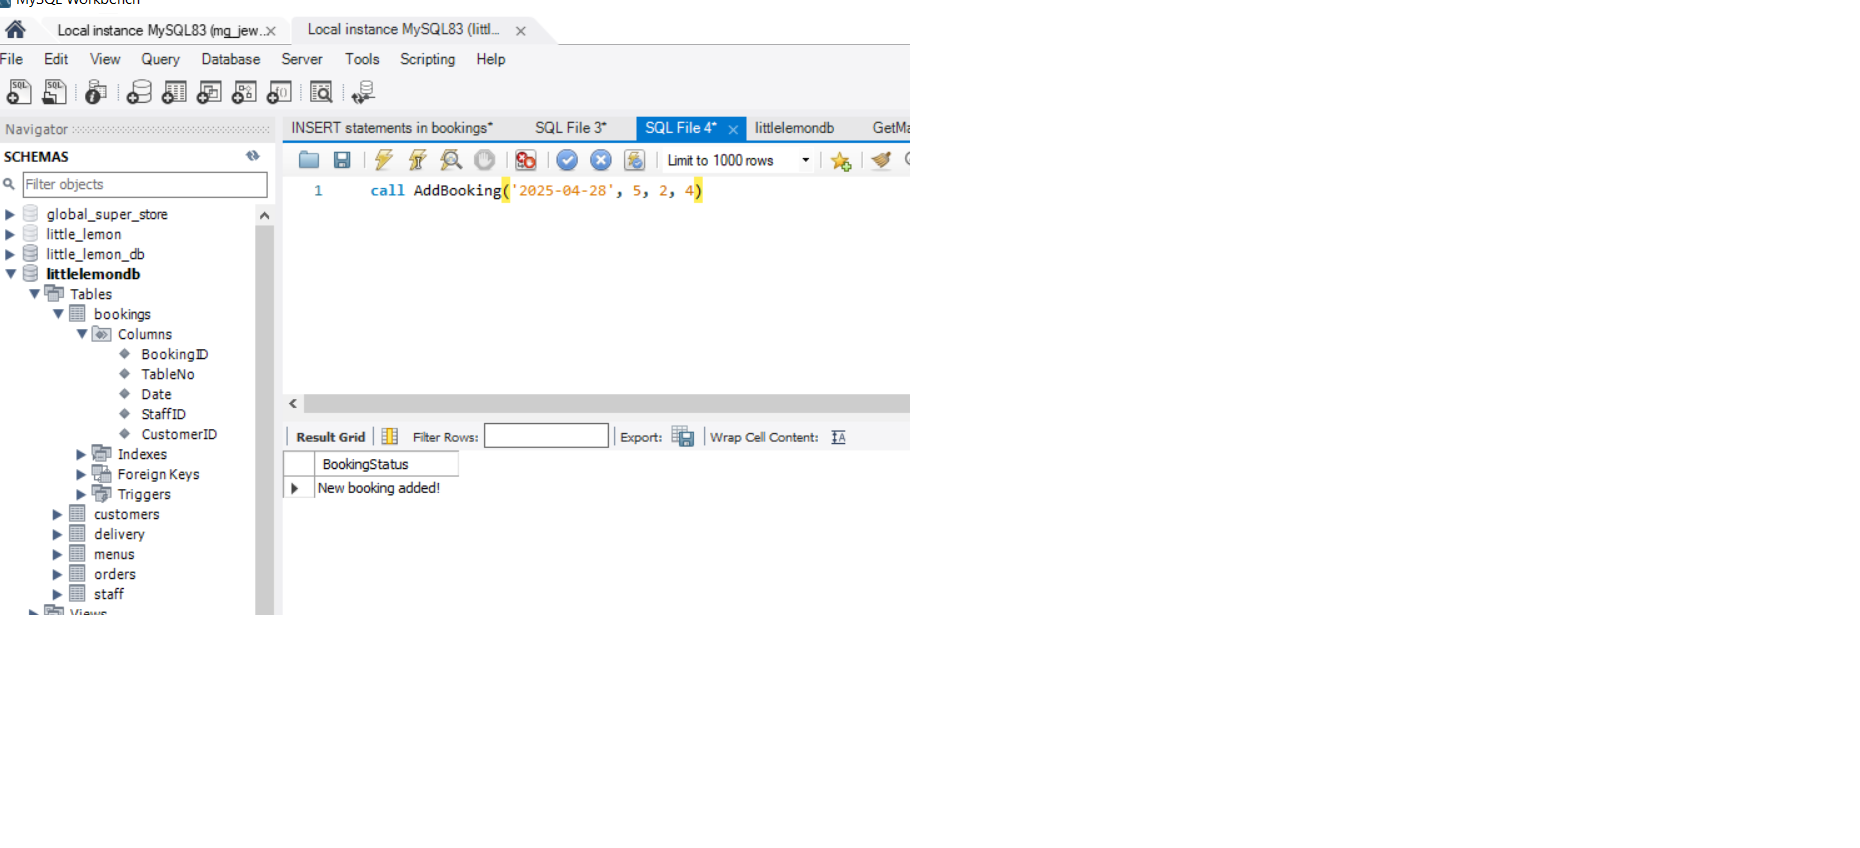 MySQL Workbench
Local instance MySQL83 (mg_jew..
Local instance MySQL83 (littl...
File Edit View Query Database Server Tools Scripting Help
Navigator
INSERT statements in bookings*
SQL File 3*
SQL File 4*
littlelemondb
GetMa
SCHEMAS
Limit to 1000 rows
Filter objects
1 call AddBooking('2025-04-28', 5, 2, 4)
global_super_store
little_lemon
little_lemon_db
littlelemondb
Tables
bookings
Columns
BookingID
TableNo
Date
StaffID
CustomerID
Indexes
Foreign Keys
Triggers
customers
delivery
menus
orders
staff
Views
Result Grid Filter Rows: Export: Wrap Cell Content:
BookingStatus
New booking added!